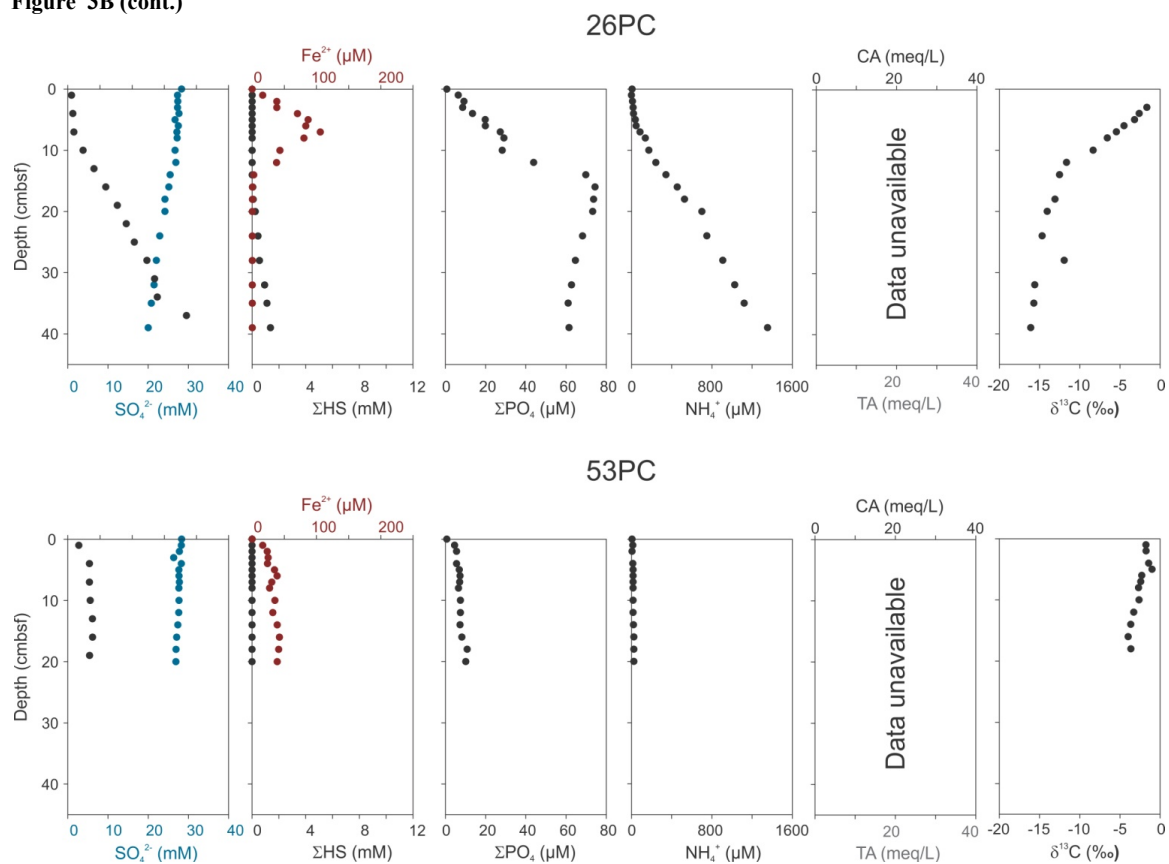 Figure 3B (cont.)
26PC
Fe²⁺ (µM)
CA (meq/L)
0 100 200
0 20 40
Depth (cmbsf)
0
10
20
30
40
Data unavailable
0 10 20 30 40
0 4 8 12
0 20 40 60 80
0 800 1600
20 40
-20 -15 -10 -5 0
SO₄²⁻ (mM)
ΣHS (mM)
ΣPO₄ (µM)
NH₄⁺ (µM)
TA (meq/L)
δ¹³C (‰)
53PC
Fe²⁺ (µM)
CA (meq/L)
0 100 200
0 20 40
Depth (cmbsf)
0
10
20
30
40
Data unavailable
0 10 20 30 40
0 4 8 12
0 20 40 60 80
0 800 1600
20 40
-20 -15 -10 -5 0
SO₄²⁻ (mM)
ΣHS (mM)
ΣPO₄ (µM)
NH₄⁺ (µM)
TA (meq/L)
δ¹³C (‰)